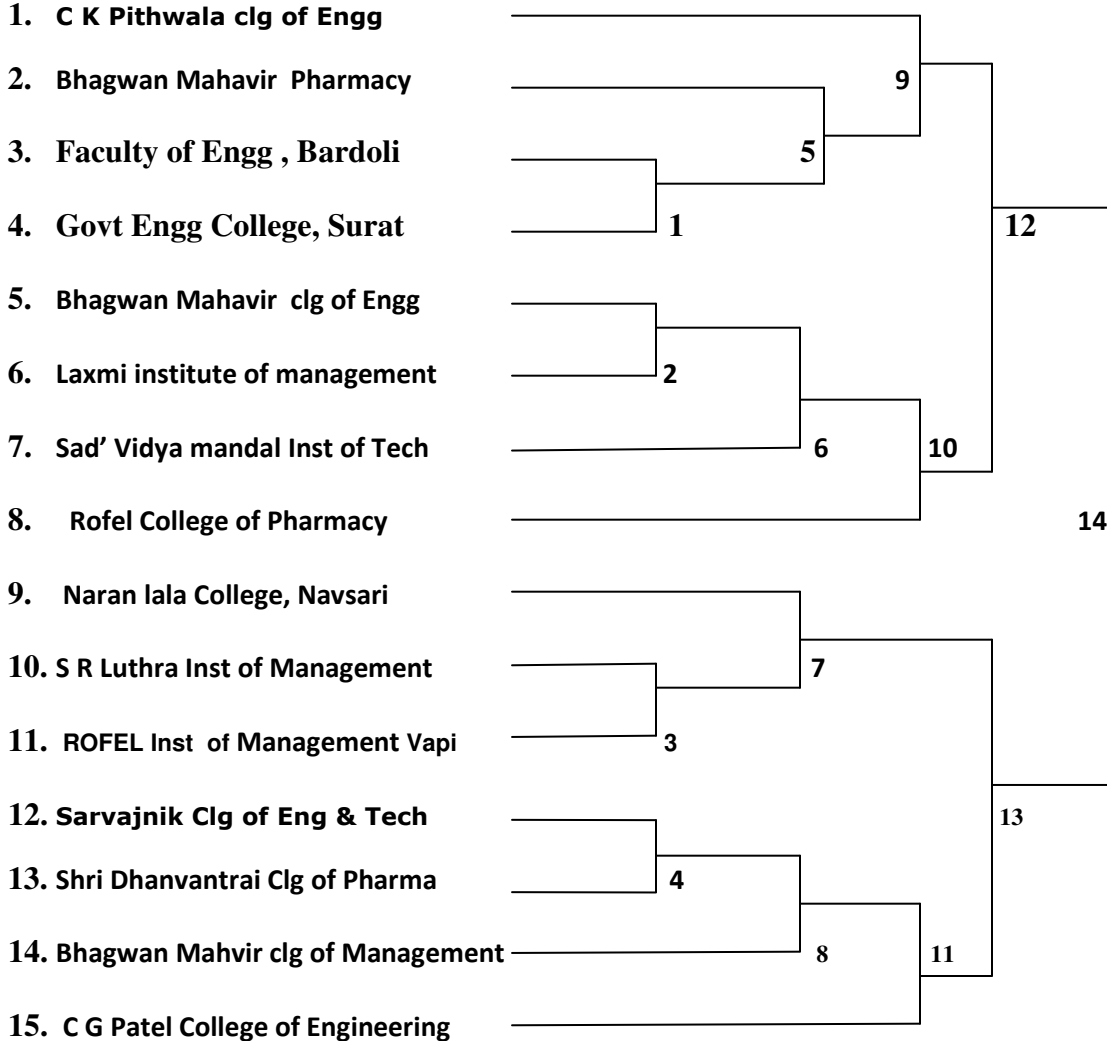 1. C K Pithwala clg of Engg
2. Bhagwan Mahavir Pharmacy
9
3. Faculty of Engg , Bardoli
5
4. Govt Engg College, Surat
1
12
5. Bhagwan Mahavir clg of Engg
6. Laxmi institute of management
2
7. Sad’ Vidya mandal Inst of Tech
6
10
8. Rofel College of Pharmacy
14
9. Naran lala College, Navsari
10. S R Luthra Inst of Management
7
11. ROFEL Inst of Management Vapi
3
12. Sarvajnik Clg of Eng & Tech
13
13. Shri Dhanvantrai Clg of Pharma
4
14. Bhagwan Mahvir clg of Management
8
11
15. C G Patel College of Engineering